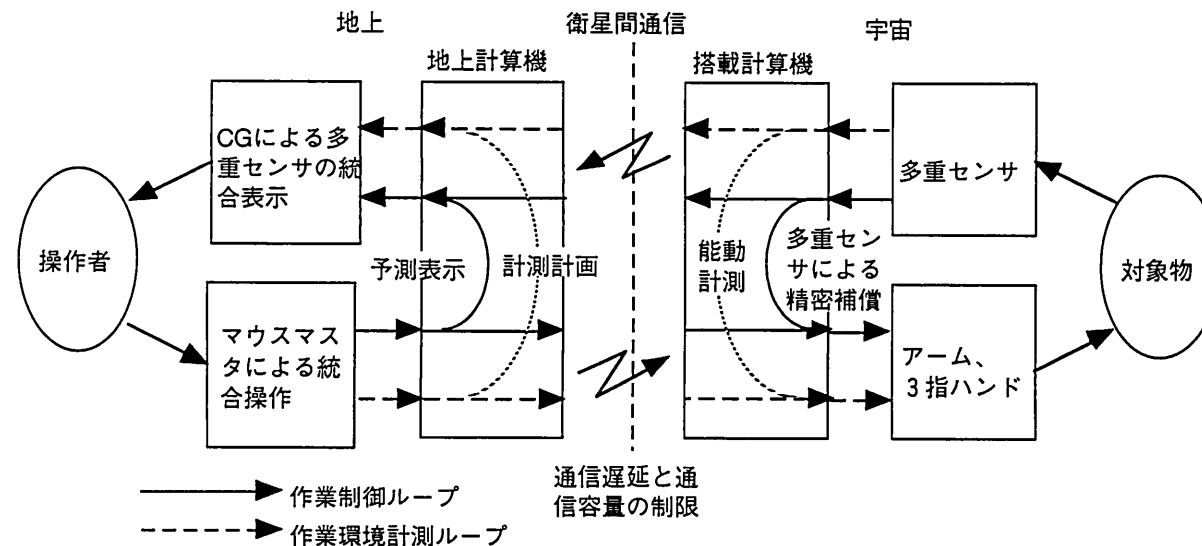 地上
衛星間通信
宇宙
地上計算機
搭載計算機
CGによる多
重センサの統
合表示
多重センサ
操作者
予測表示
計測計画
能動
計測
多重セン
サによる
精密補償
対象物
マウスマス
タによる統
合操作
アーム、
3指ハンド
通信遅延と通
信容量の制限
作業制御ループ
作業環境計測ループ